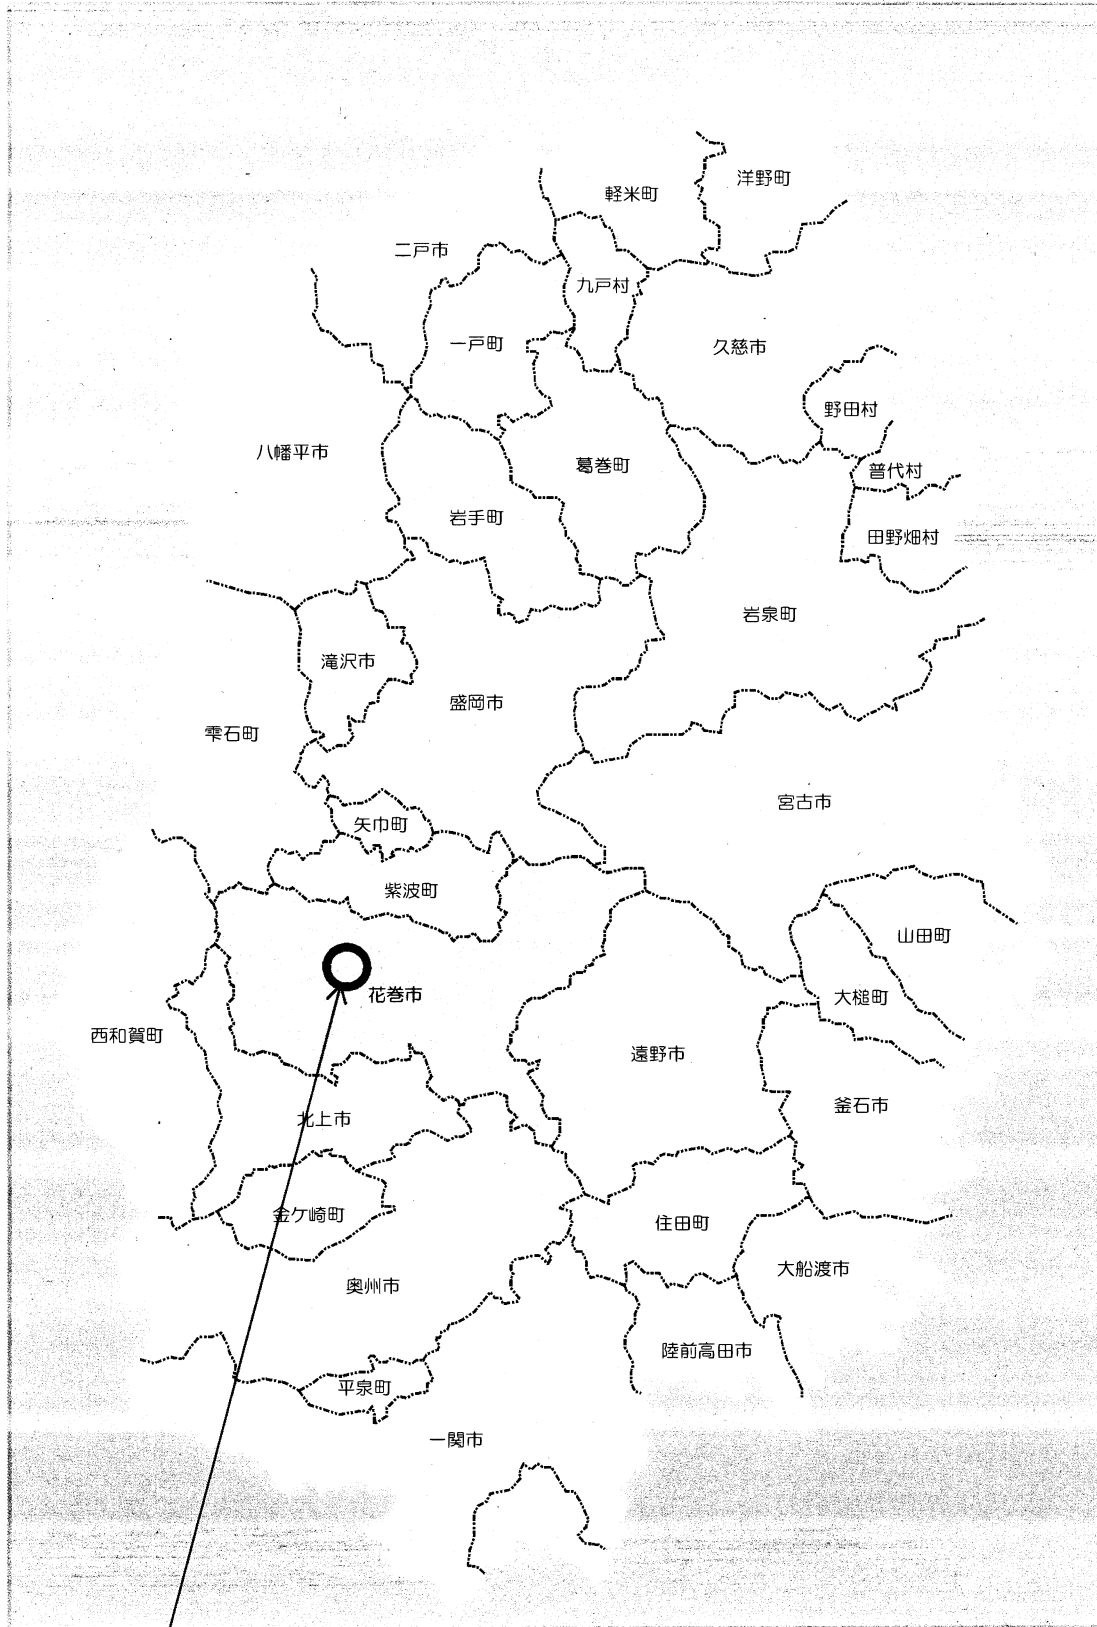 洋野町
軽米町
二戸市
九戸村
一戸町
久慈市
野田村
八幡平市
葛巻町
普代村
岩手町
田野畑村
岩泉町
滝沢市
盛岡市
雫石町
宮古市
矢巾町
紫波町
山田町
花巻市
大槌町
西和賀町
遠野市
釜石市
北上市
金ケ崎町
住田町
大船渡市
奥州市
陸前高田市
平泉町
一関市